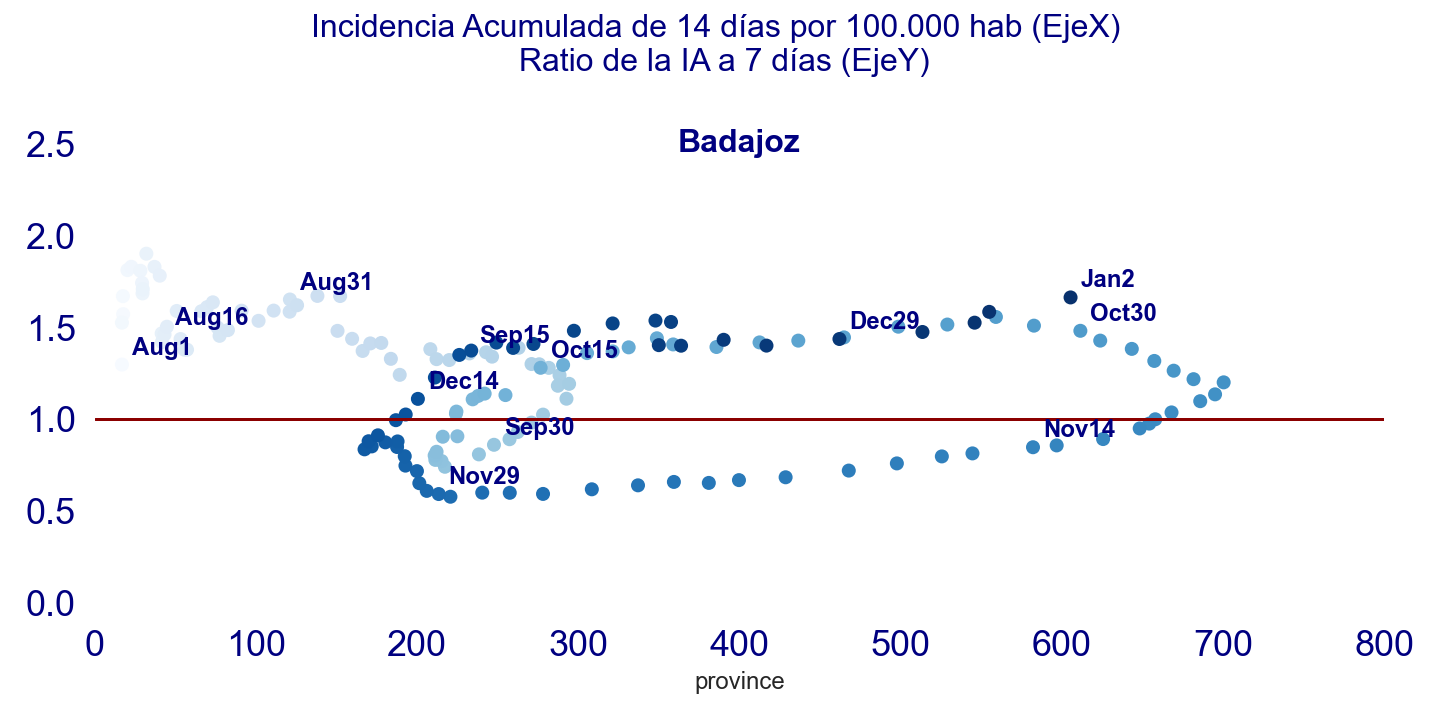 Incidencia Acumulada de 14 días por 100.000 hab (EjeX)
Ratio de la IA a 7 días (EjeY)
Badajoz
2.5
2.0
1.5
1.0
0.5
0.0
Aug31
Jan2
Aug16
Dec29
Oct30
Aug1
Sep15
Oct15
Dec14
Sep30
Nov14
Nov29
0 100 200 300 400 500 600 700 800
province